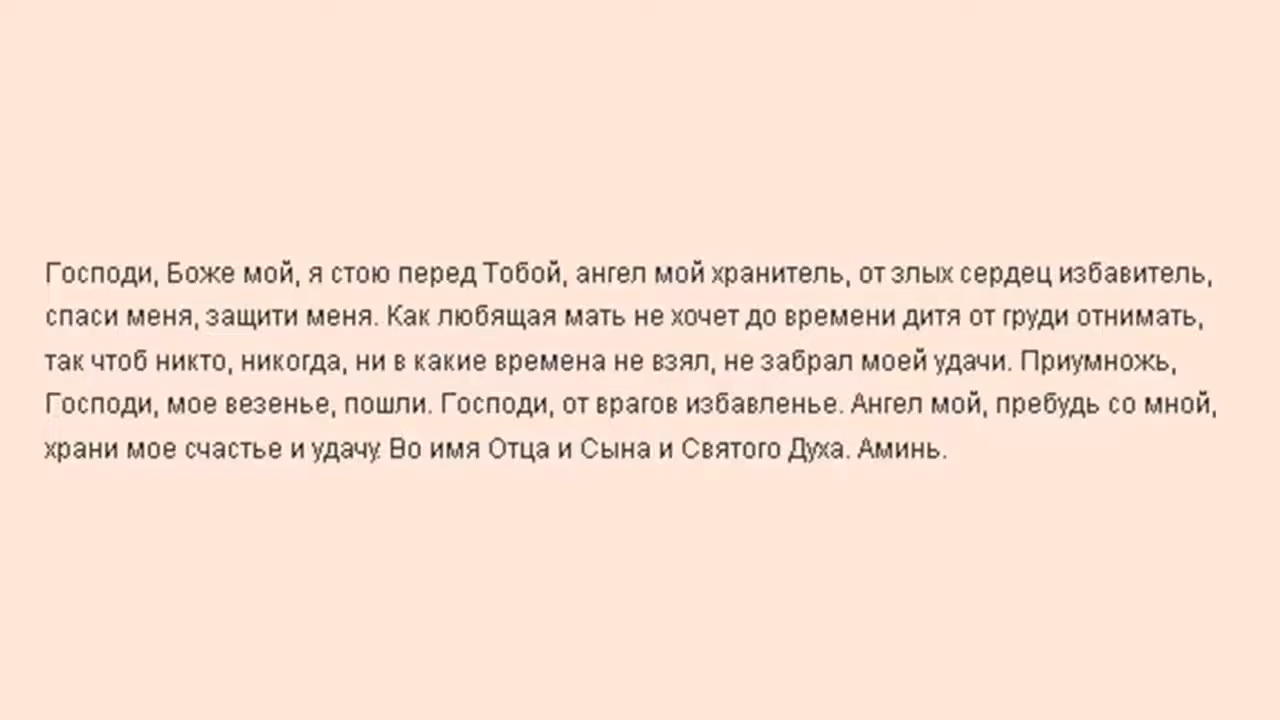 Господи, Боже мой, я стою перед Тобой, ангел мой хранитель, от злых сердец избавитель,
спаси меня, защити меня. Как любящая мать не хочет до времени дитя от груди отнимать,
так чтоб никто, никогда, ни в какие времена не взял, не забрал моей удачи. Приумножь,
Господи, мое везенье, пошли. Господи, от врагов избавленье. Ангел мой, пребудь со мной,
храни мое счастье и удачу. Во имя Отца и Сына и Святого Духа. Аминь.